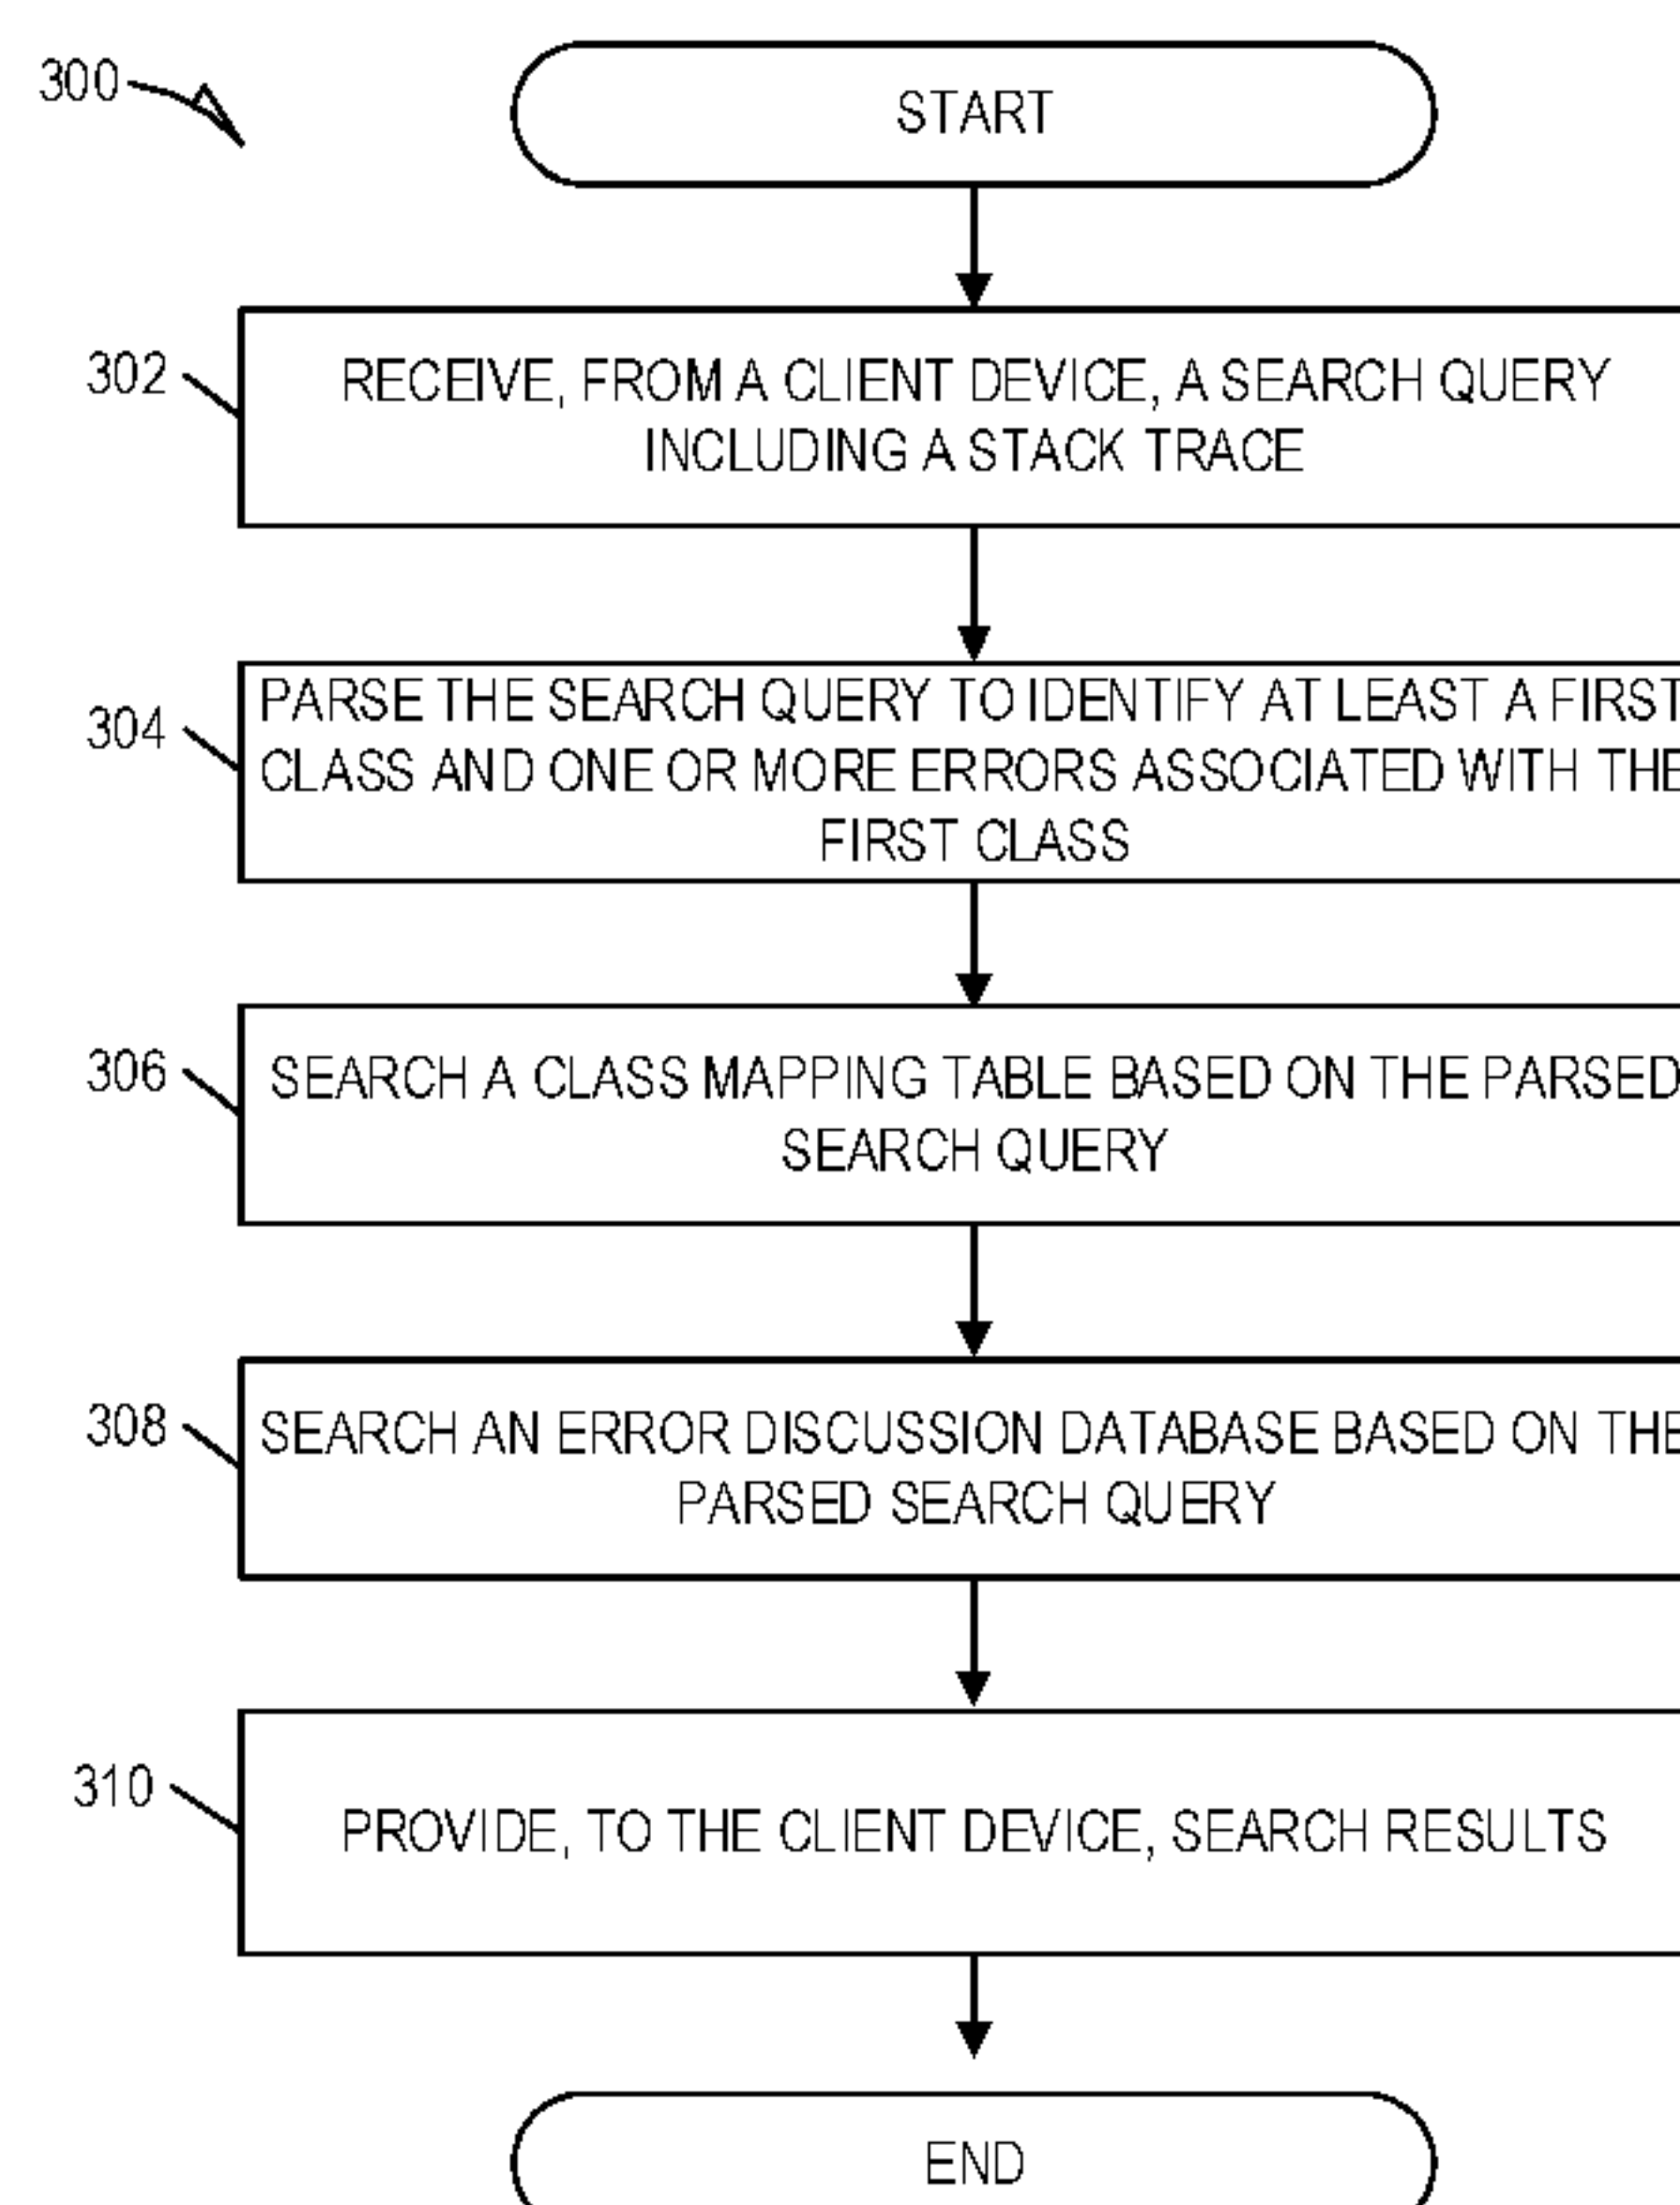 300
START
302
RECEIVE, FROM A CLIENT DEVICE, A SEARCH QUERY
INCLUDING A STACK TRACE
304
PARSE THE SEARCH QUERY TO IDENTIFY AT LEAST A FIRST
CLASS AND ONE OR MORE ERRORS ASSOCIATED WITH THE
FIRST CLASS
306
SEARCH A CLASS MAPPING TABLE BASED ON THE PARSED
SEARCH QUERY
308
SEARCH AN ERROR DISCUSSION DATABASE BASED ON THE
PARSED SEARCH QUERY
310
PROVIDE, TO THE CLIENT DEVICE, SEARCH RESULTS
END